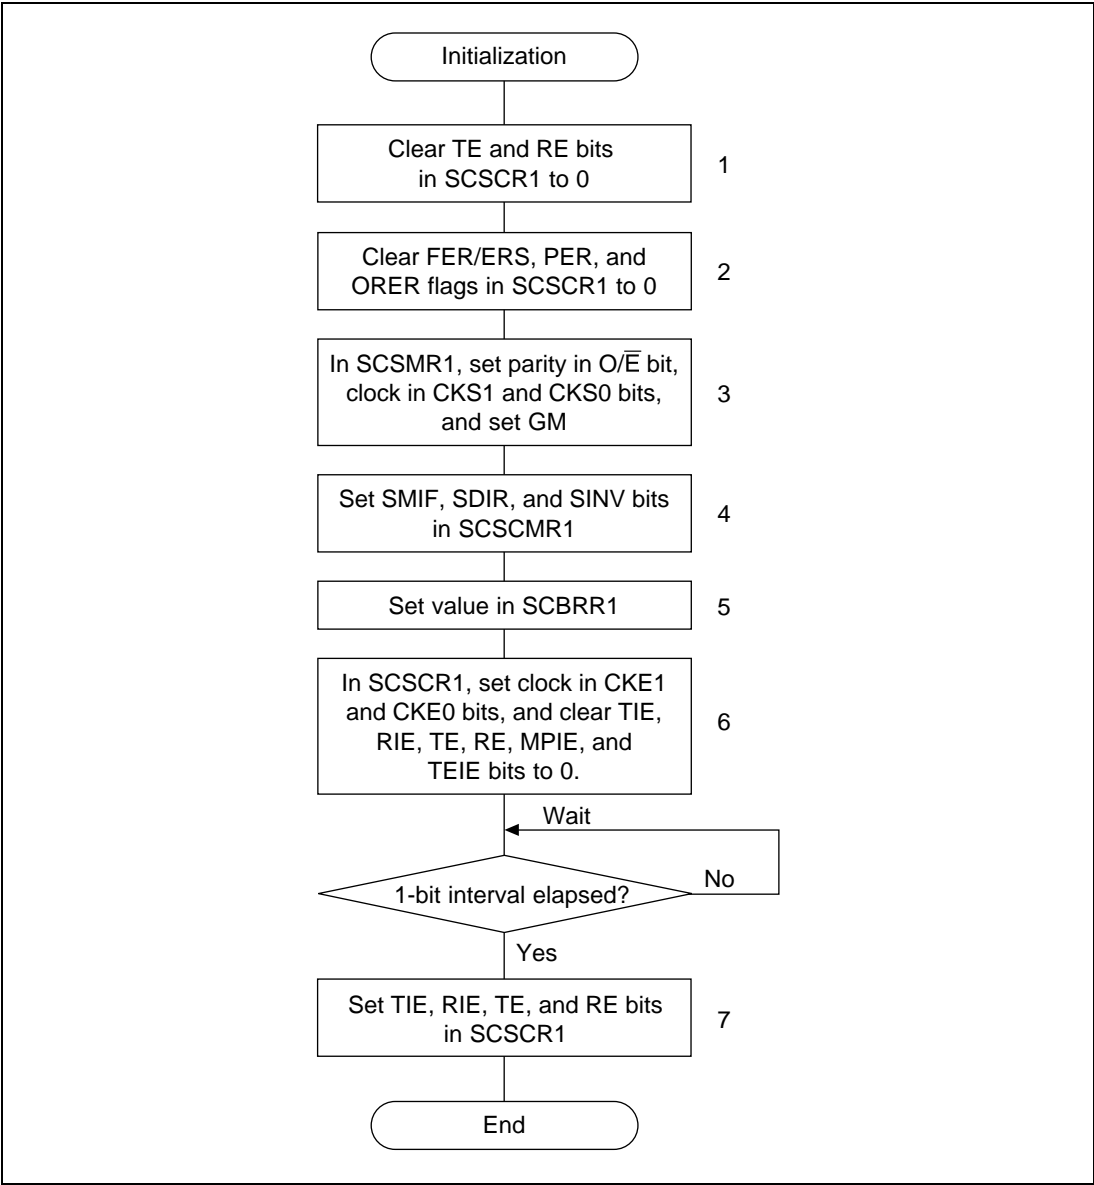 Initialization
Clear TE and RE bits
in SCSCR1 to 0
1
Clear FER/ERS, PER, and
ORER flags in SCSCR1 to 0
2
In SCSMR1, set parity in O/E̅ bit,
clock in CKS1 and CKS0 bits,
and set GM
3
Set SMIF, SDIR, and SINV bits
in SCSCMR1
4
Set value in SCBRR1
5
In SCSCR1, set clock in CKE1
and CKE0 bits, and clear TIE,
RIE, TE, RE, MPIE, and
TEIE bits to 0.
6
Wait
1-bit interval elapsed?
No
Yes
Set TIE, RIE, TE, and RE bits
in SCSCR1
7
End